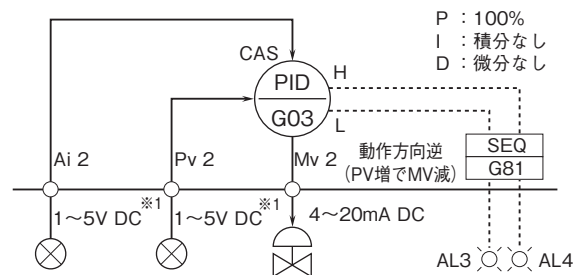 P : 100%
I : 積分なし
D : 微分なし
CAS
PID
G03
H
L
Ai 2
Pv 2
Mv 2
動作方向逆
(PV増でMV減)
SEQ
G81
1〜5V DC※1
1〜5V DC※1
4〜20mA DC
AL3
AL4